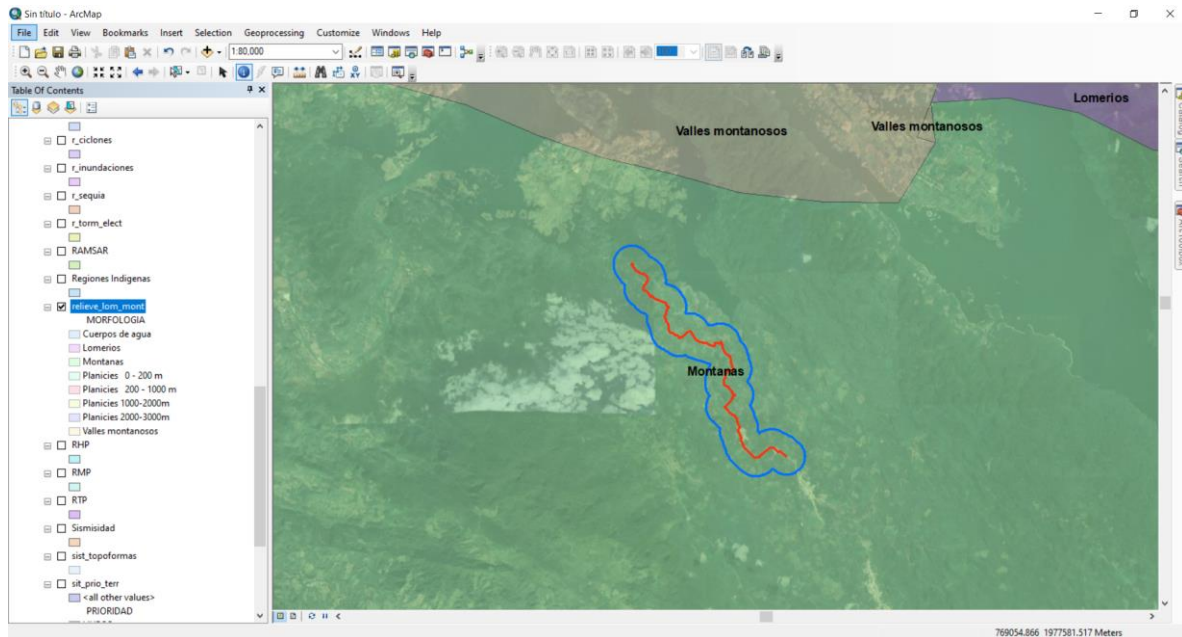 Sin título - ArcMap
File Edit View Bookmarks Insert Selection Geoprocessing Customize Windows Help
1:80,000
Table Of Contents
r_ciclones
r_inundaciones
r_sequia
r_torm_elect
RAMSAR
Regiones Indigenas
relieve_lom_mont
MORFOLOGIA
Cuerpos de agua
Lomerios
Montanas
Planicies 0 - 200 m
Planicies 200 - 1000 m
Planicies 1000-2000m
Planicies 2000-3000m
Valles montanosos
RHP
RMP
RTP
Sismisidad
sist_topoformas
sit_prio_terr
<all other values>
PRIORIDAD
Valles montanosos
Valles montanosos
Lomerios
Montanas
769054.866 1977581.517 Meters